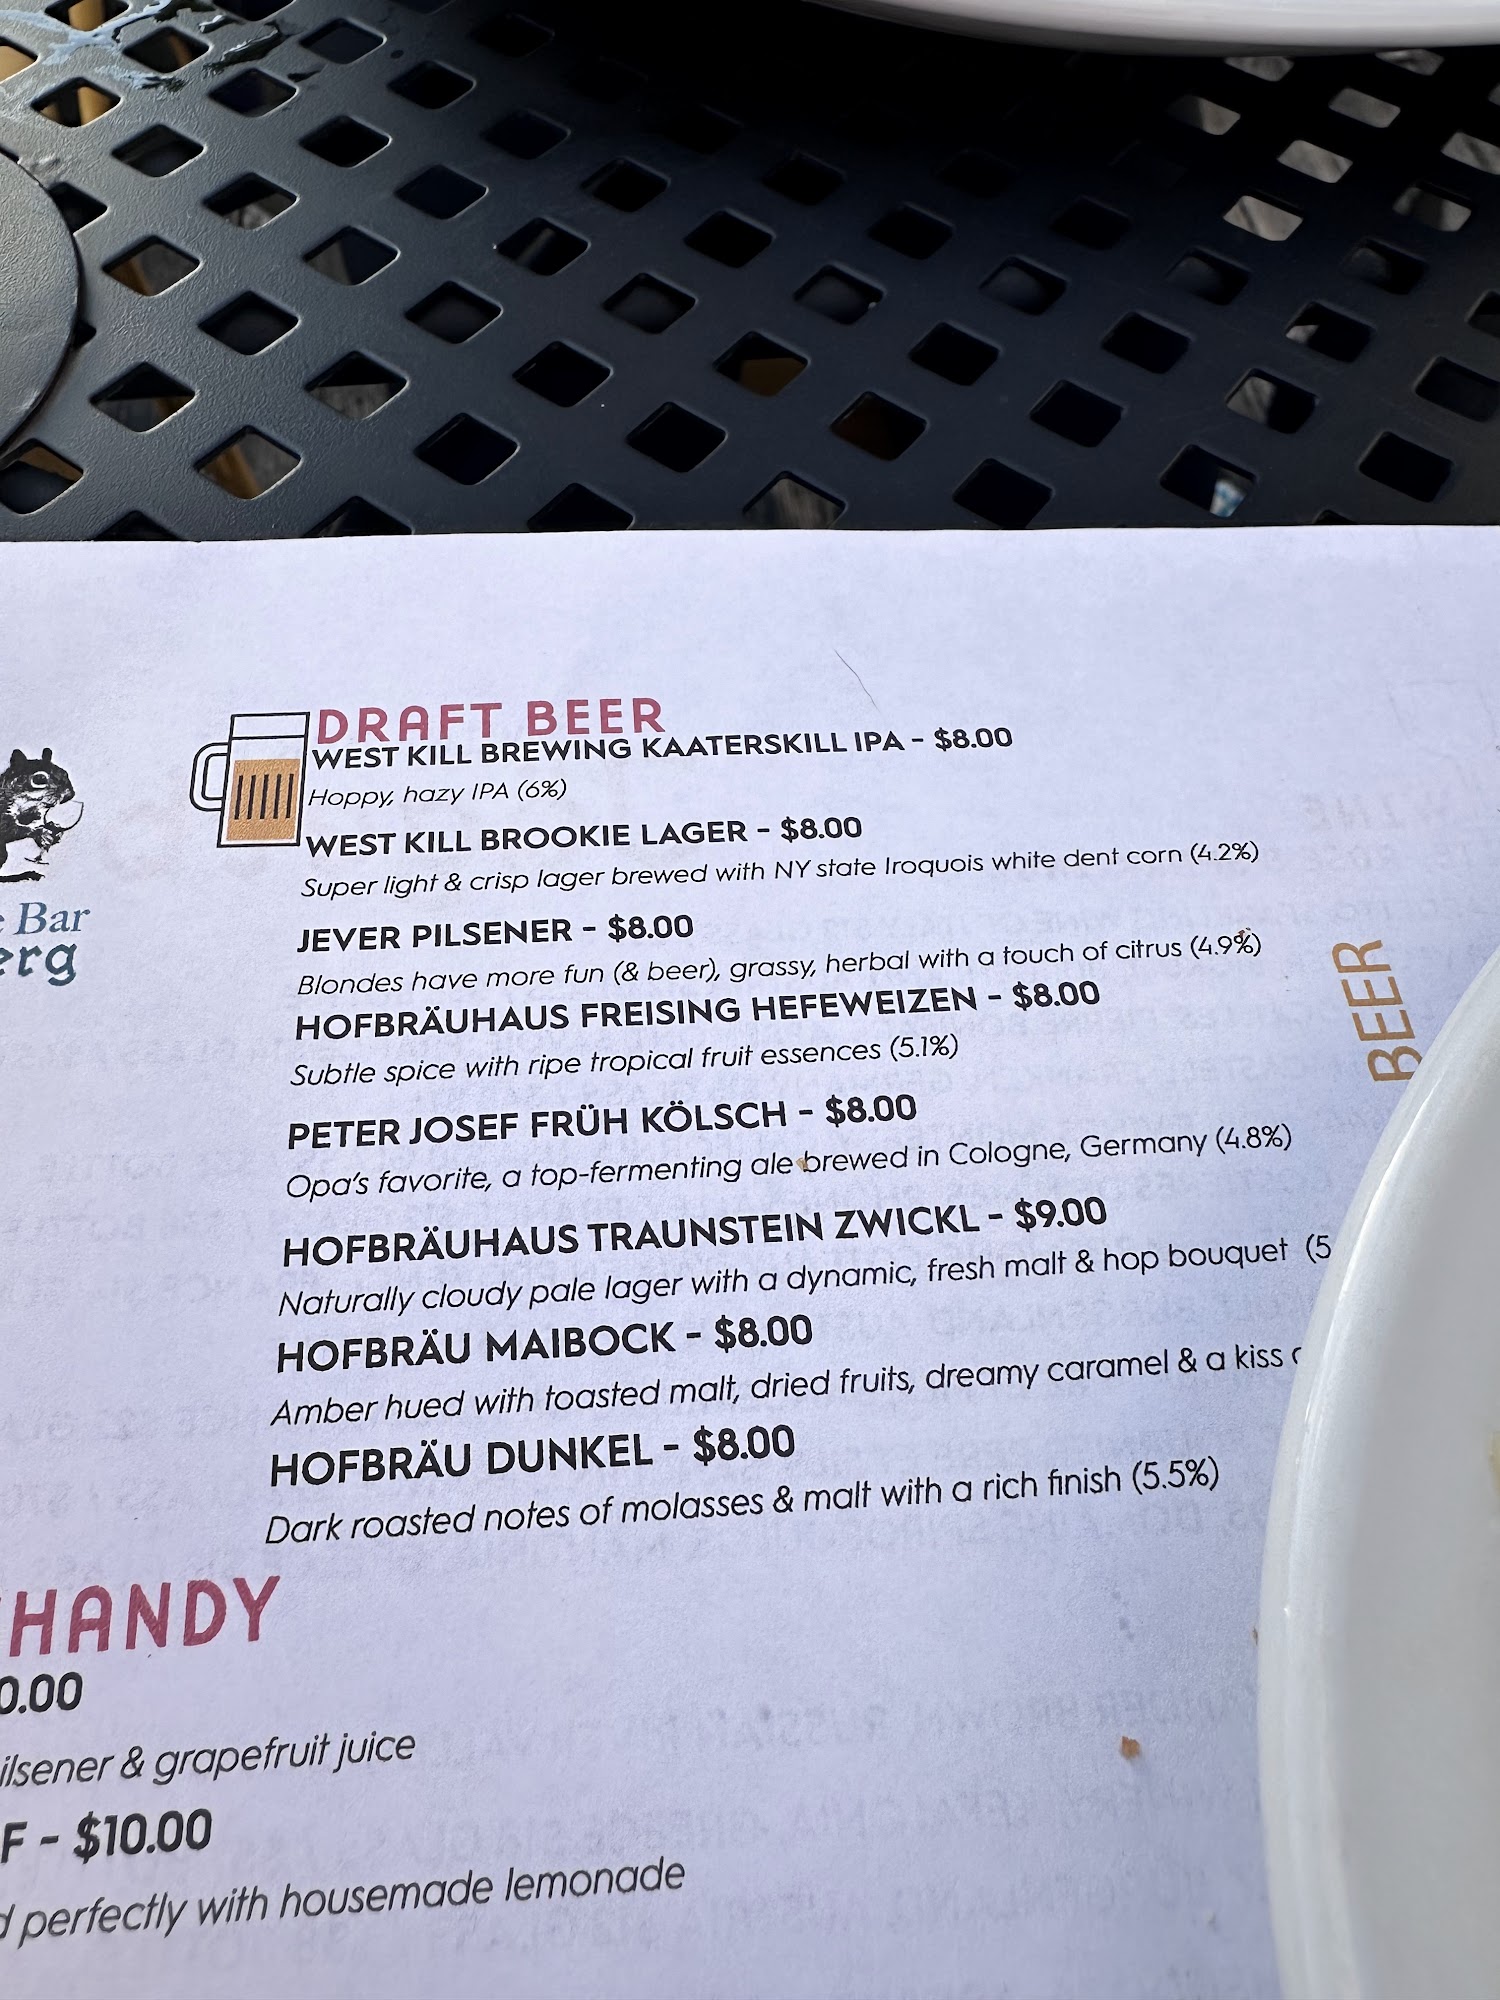 DRAFT BEER
WEST KILL BREWING KAATERSKILL IPA - $8.00
Hoppy, hazy IPA (6%)
WEST KILL BROOKIE LAGER - $8.00
Super light & crisp lager brewed with NY state Iroquois white dent corn (4.2%)
JEVER PILSENER - $8.00
Blondes have more fun (& beer), grassy, herbal with a touch of citrus (4.9%)
HOFBRÄUHAUS FREISING HEFEWEIZEN - $8.00
Subtle spice with ripe tropical fruit essences (5.1%)
PETER JOSEF FRÜH KÖLSCH - $8.00
Opa's favorite, a top-fermenting ale brewed in Cologne, Germany (4.8%)
HOFBRÄUHAUS TRAUNSTEIN ZWICKL - $9.00
Naturally cloudy pale lager with a dynamic, fresh malt & hop bouquet (5
HOFBRÄU MAIBOCK - $8.00
Amber hued with toasted malt, dried fruits, dreamy caramel & a kiss
HOFBRÄU DUNKEL - $8.00
Dark roasted notes of molasses & malt with a rich finish (5.5%)
Bar
erg
BEER
HANDY
0.00
ilsener & grapefruit juice
F - $10.00
d perfectly with housemade lemonade